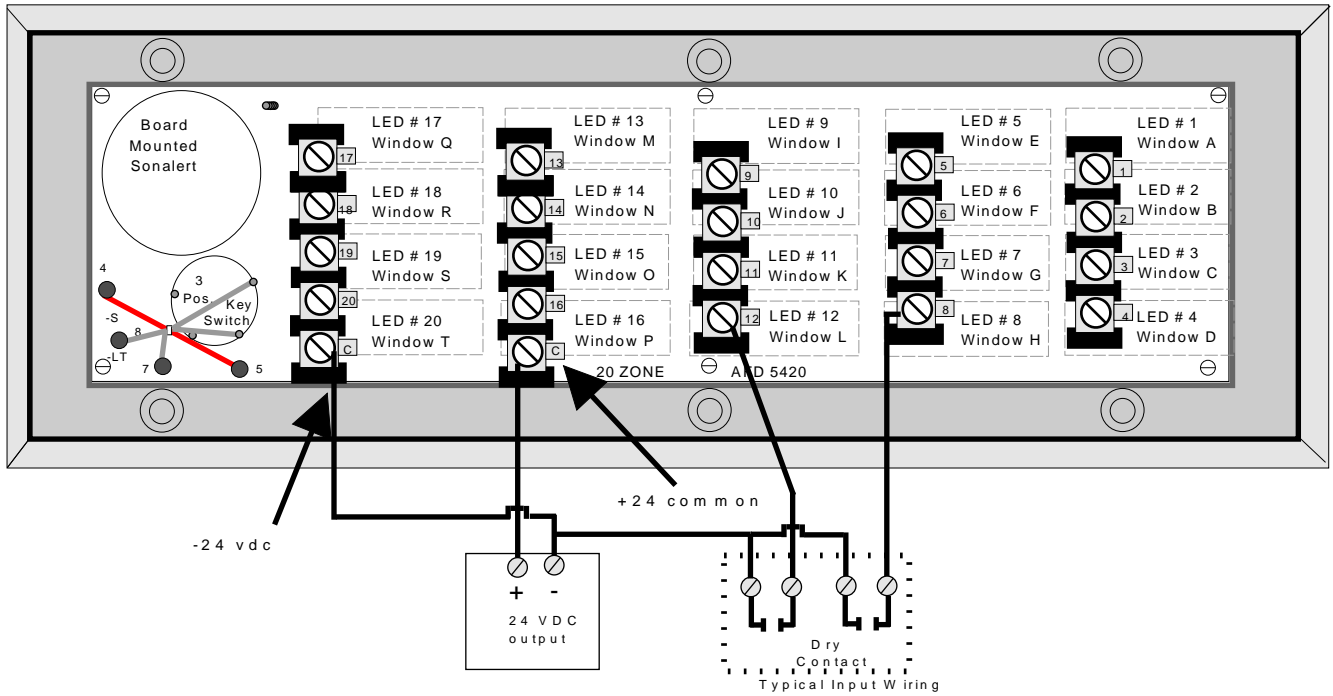 Board
Mounted
Sonalert
4
-S
8
-LT
7
5
3
Pos.
Key
Switch
17
18
19
20
C
LED # 17
Window Q
LED # 18
Window R
LED # 19
Window S
LED # 20
Window T
13
14
15
16
C
LED # 13
Window M
LED # 14
Window N
LED # 15
Window O
LED # 16
Window P
9
10
11
12
LED # 9
Window I
LED # 10
Window J
LED # 11
Window K
LED # 12
Window L
5
6
7
8
LED # 5
Window E
LED # 6
Window F
LED # 7
Window G
LED # 8
Window H
1
2
3
4
LED # 1
Window A
LED # 2
Window B
LED # 3
Window C
LED # 4
Window D
20 ZONE
5420
-24 vdc
+24 common
+ -
24 VDC
output
Dry
Contact
Typical Input Wiring